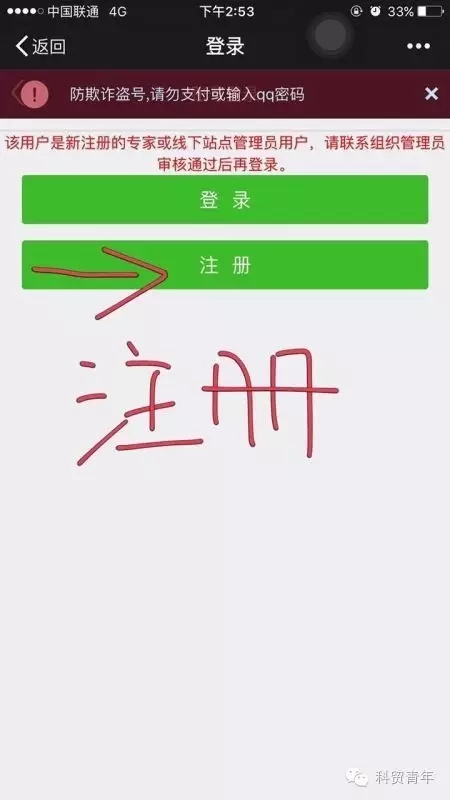 中国联通 4G 下午2:53 33%
返回 登录
防欺诈盗号,请勿支付或输入qq密码
该用户是新注册的专家或线下站点管理员用户，请联系组织管理员
审核通过后再登录。
登 录
注 册
注册
科贸青年